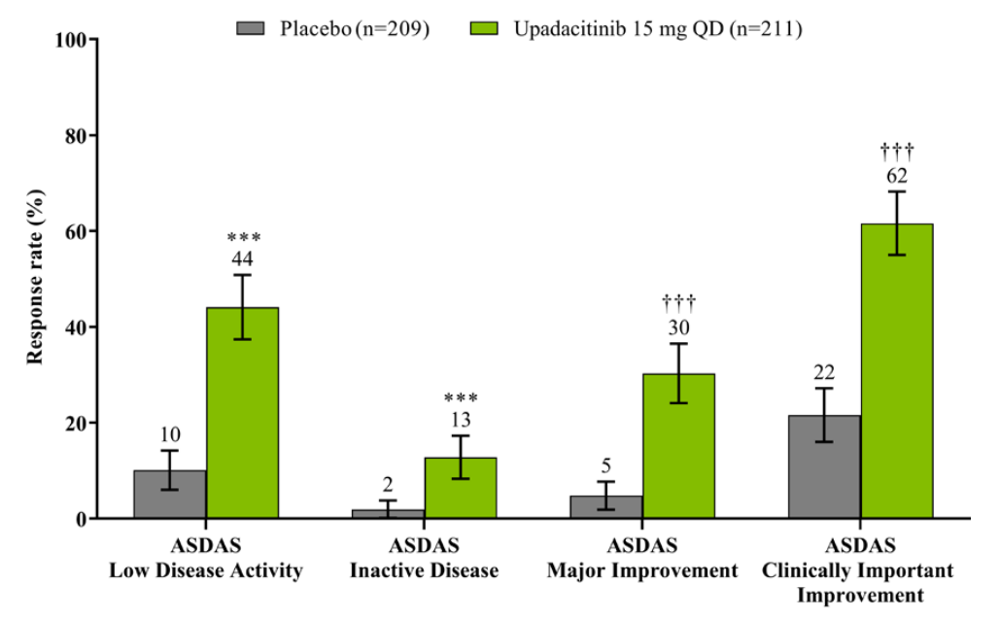 Placebo (n=209) Upadacitinib 15 mg QD (n=211)
Response rate (%)
100
80
60
40
20
0
10
***
44
2
***
13
5
†††
30
22
†††
62
ASDAS
Low Disease Activity
ASDAS
Inactive Disease
ASDAS
Major Improvement
ASDAS
Clinically Important
Improvement